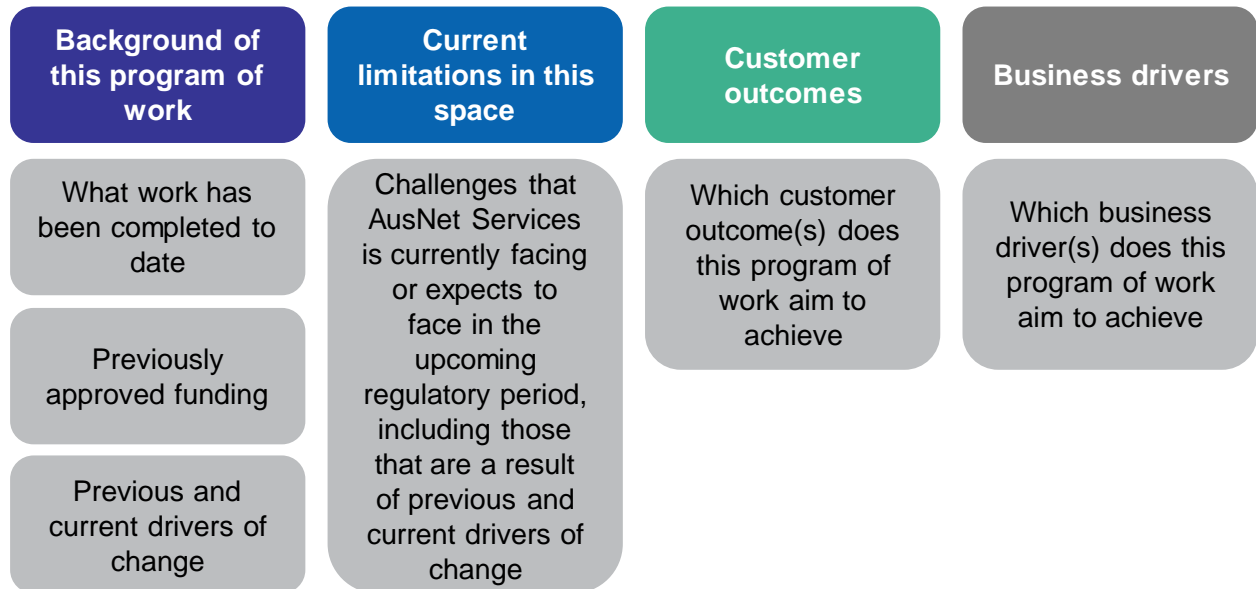 Background of
this program of
work
What work has
been completed to
date
Previously
approved funding
Previous and
current drivers of
change
Current
limitations in this
space
Challenges that
AusNet Services
is currently facing
or expects to
face in the
upcoming
regulatory period,
including those
that are a result
of previous and
current drivers of
change
Customer
outcomes
Which customer
outcome(s) does
this program of
work aim to
achieve
Business drivers
Which business
driver(s) does this
program of work
aim to achieve